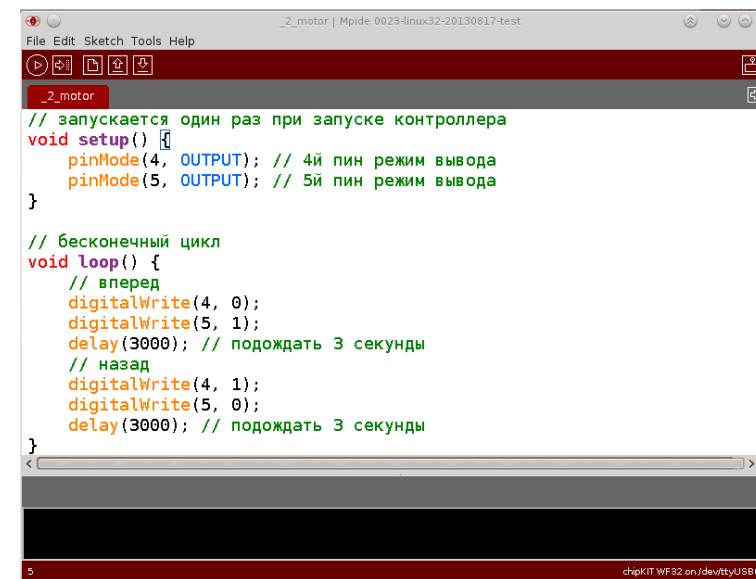 _2_motor | Mpide 0023-linux32-20130817-test
File Edit Sketch Tools Help
_2_motor
// запускается один раз при запуске контроллера
void setup() {
    pinMode(4, OUTPUT); // 4й пин режим вывода
    pinMode(5, OUTPUT); // 5й пин режим вывода
}

// бесконечный цикл
void loop() {
    // вперед
    digitalWrite(4, 0);
    digitalWrite(5, 1);
    delay(3000); // подождать 3 секунды
    // назад
    digitalWrite(4, 1);
    digitalWrite(5, 0);
    delay(3000); // подождать 3 секунды
}
5
chipKIT WF32 on /dev/ttyUSB